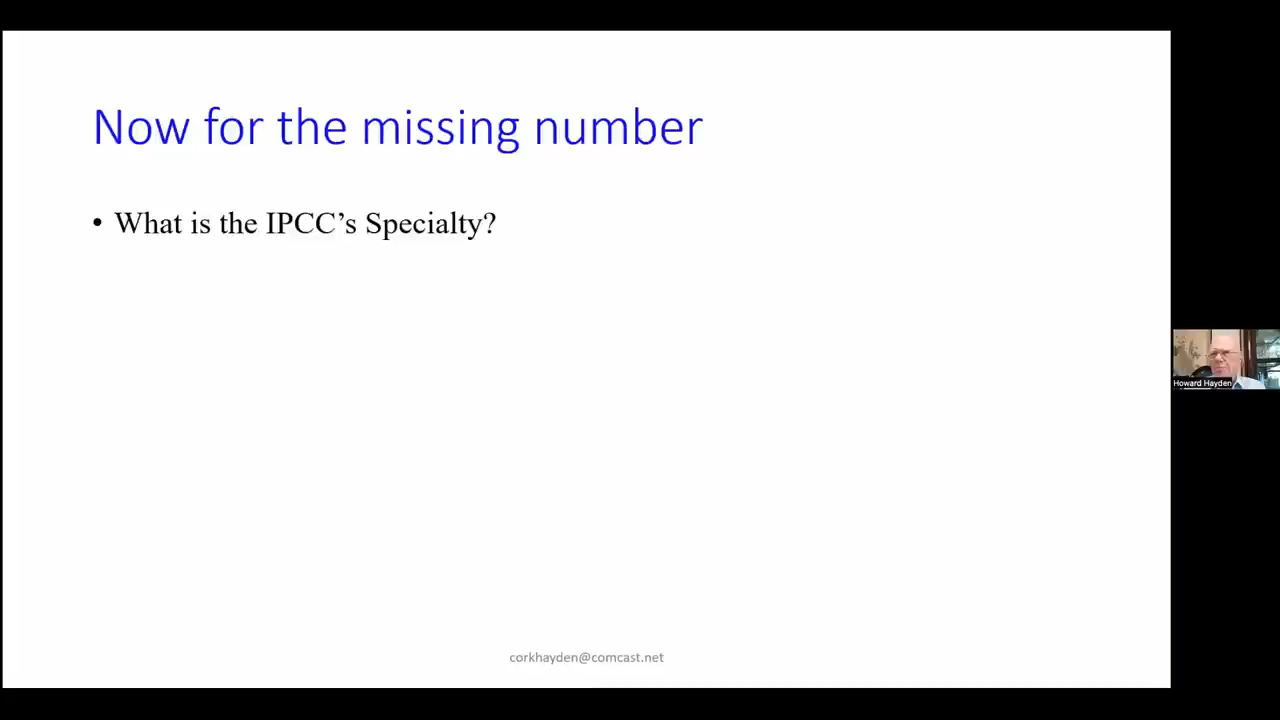 Now for the missing number
• What is the IPCC’s Specialty?
Howard Hayden
corkhayden@comcast.net